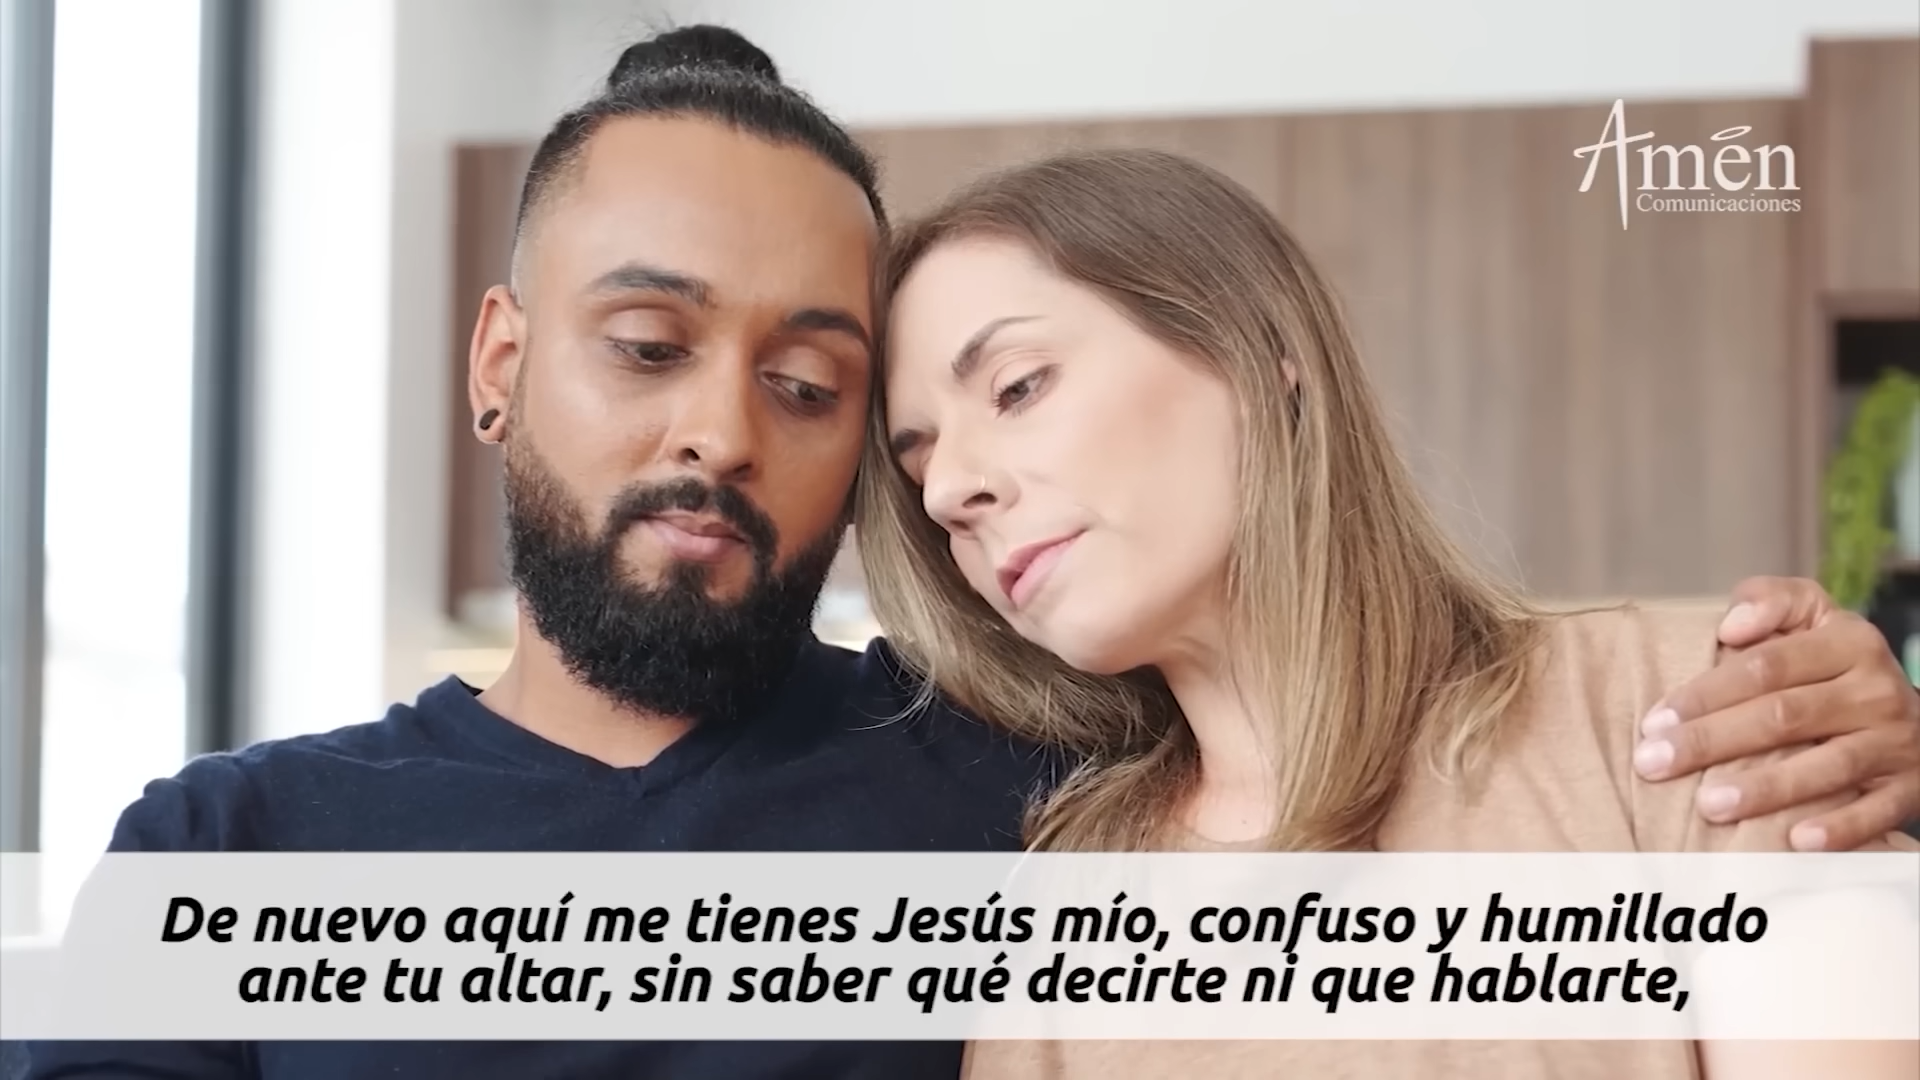 Amén
Comunicaciones
De nuevo aquí me tienes Jesús mío, confuso y humillado
ante tu altar, sin saber qué decirte ni que hablarte,